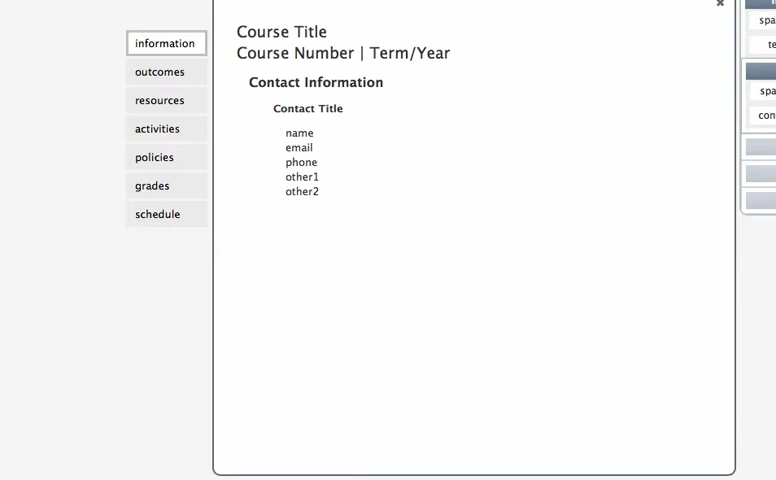 information
outcomes
resources
activities
policies
grades
schedule
Course Title
Course Number | Term/Year
Contact Information
Contact Title
name
email
phone
other1
other2